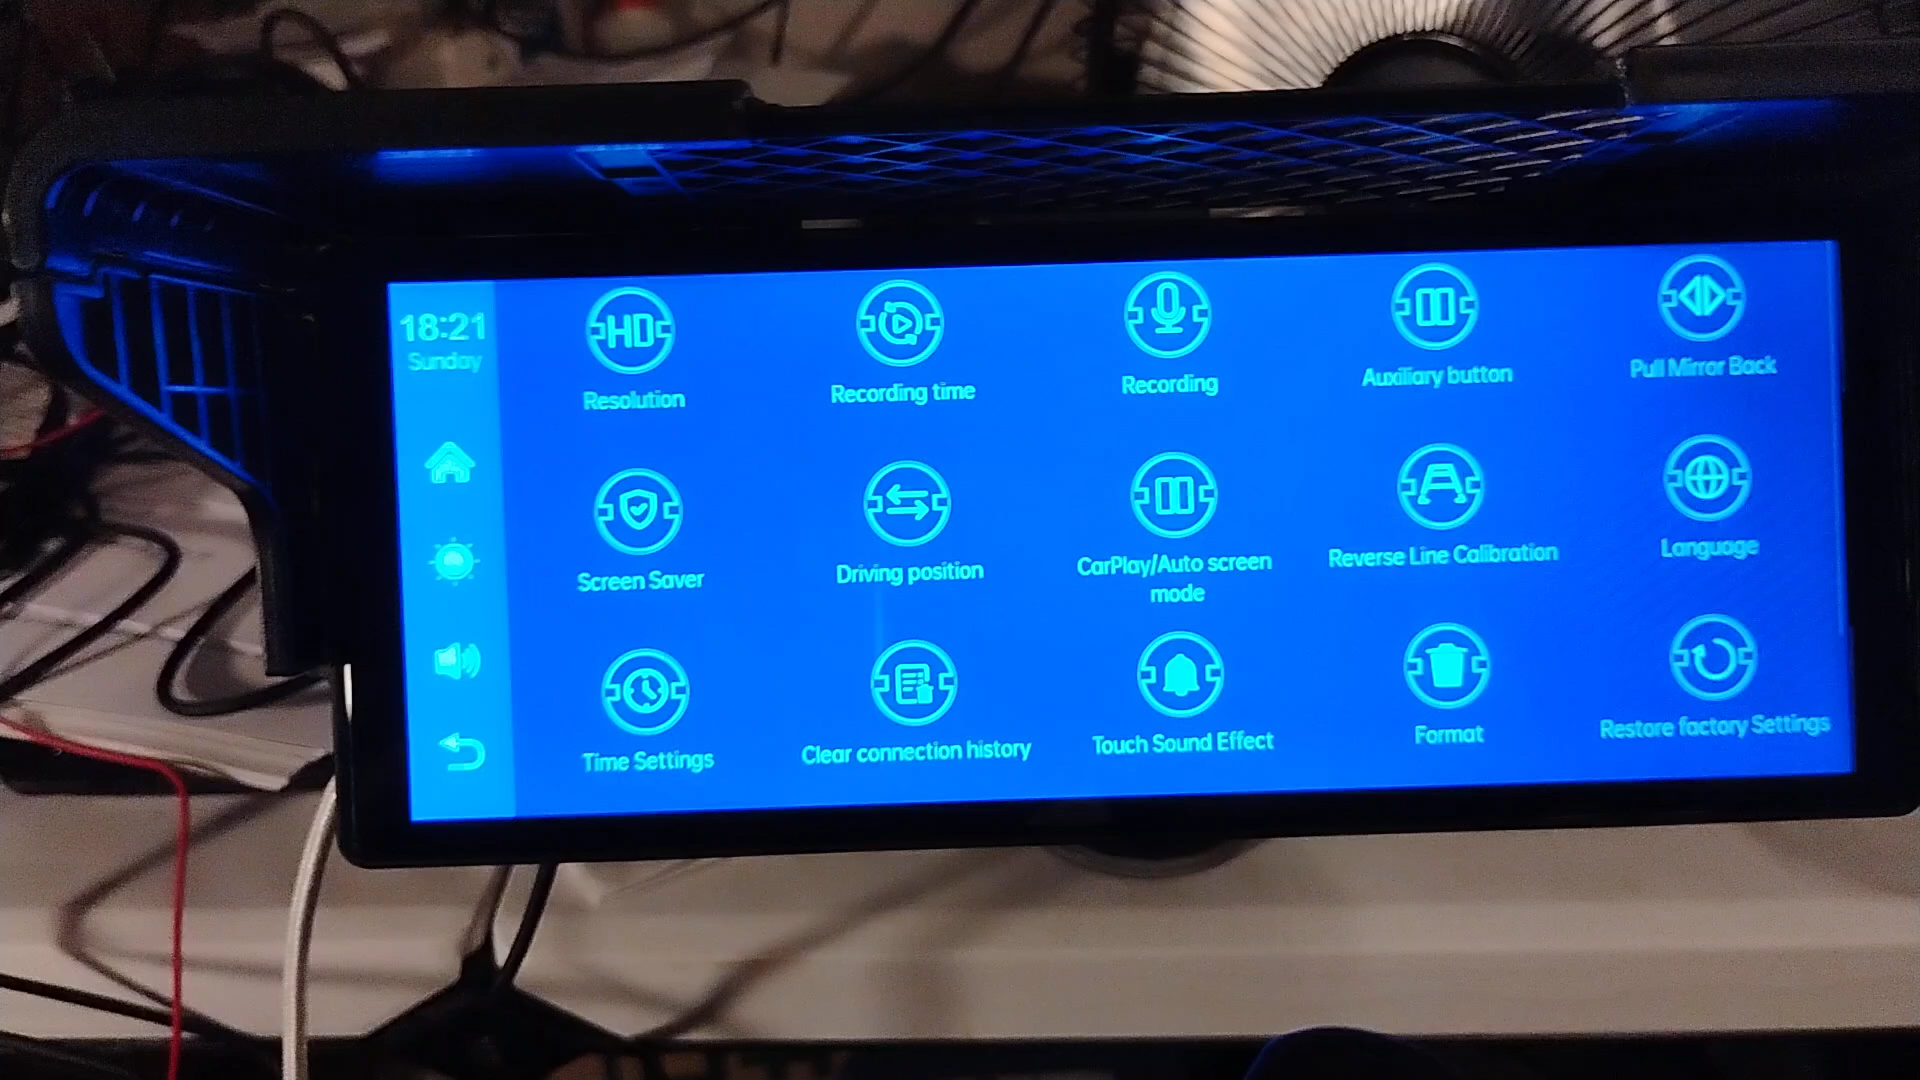 18:21
Sunday
HD
Resolution
Recording time
Recording
Auxiliary button
Pull Mirror Back
Screen Saver
Driving position
CarPlay/Auto screen
mode
Reverse Line Calibration
Language
Time Settings
Clear connection history
Touch Sound Effect
Format
Restore factory Settings